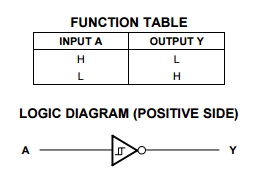 FUNCTION TABLE
INPUT A OUTPUT Y
H L
L H
LOGIC DIAGRAM (POSITIVE SIDE)
A Y